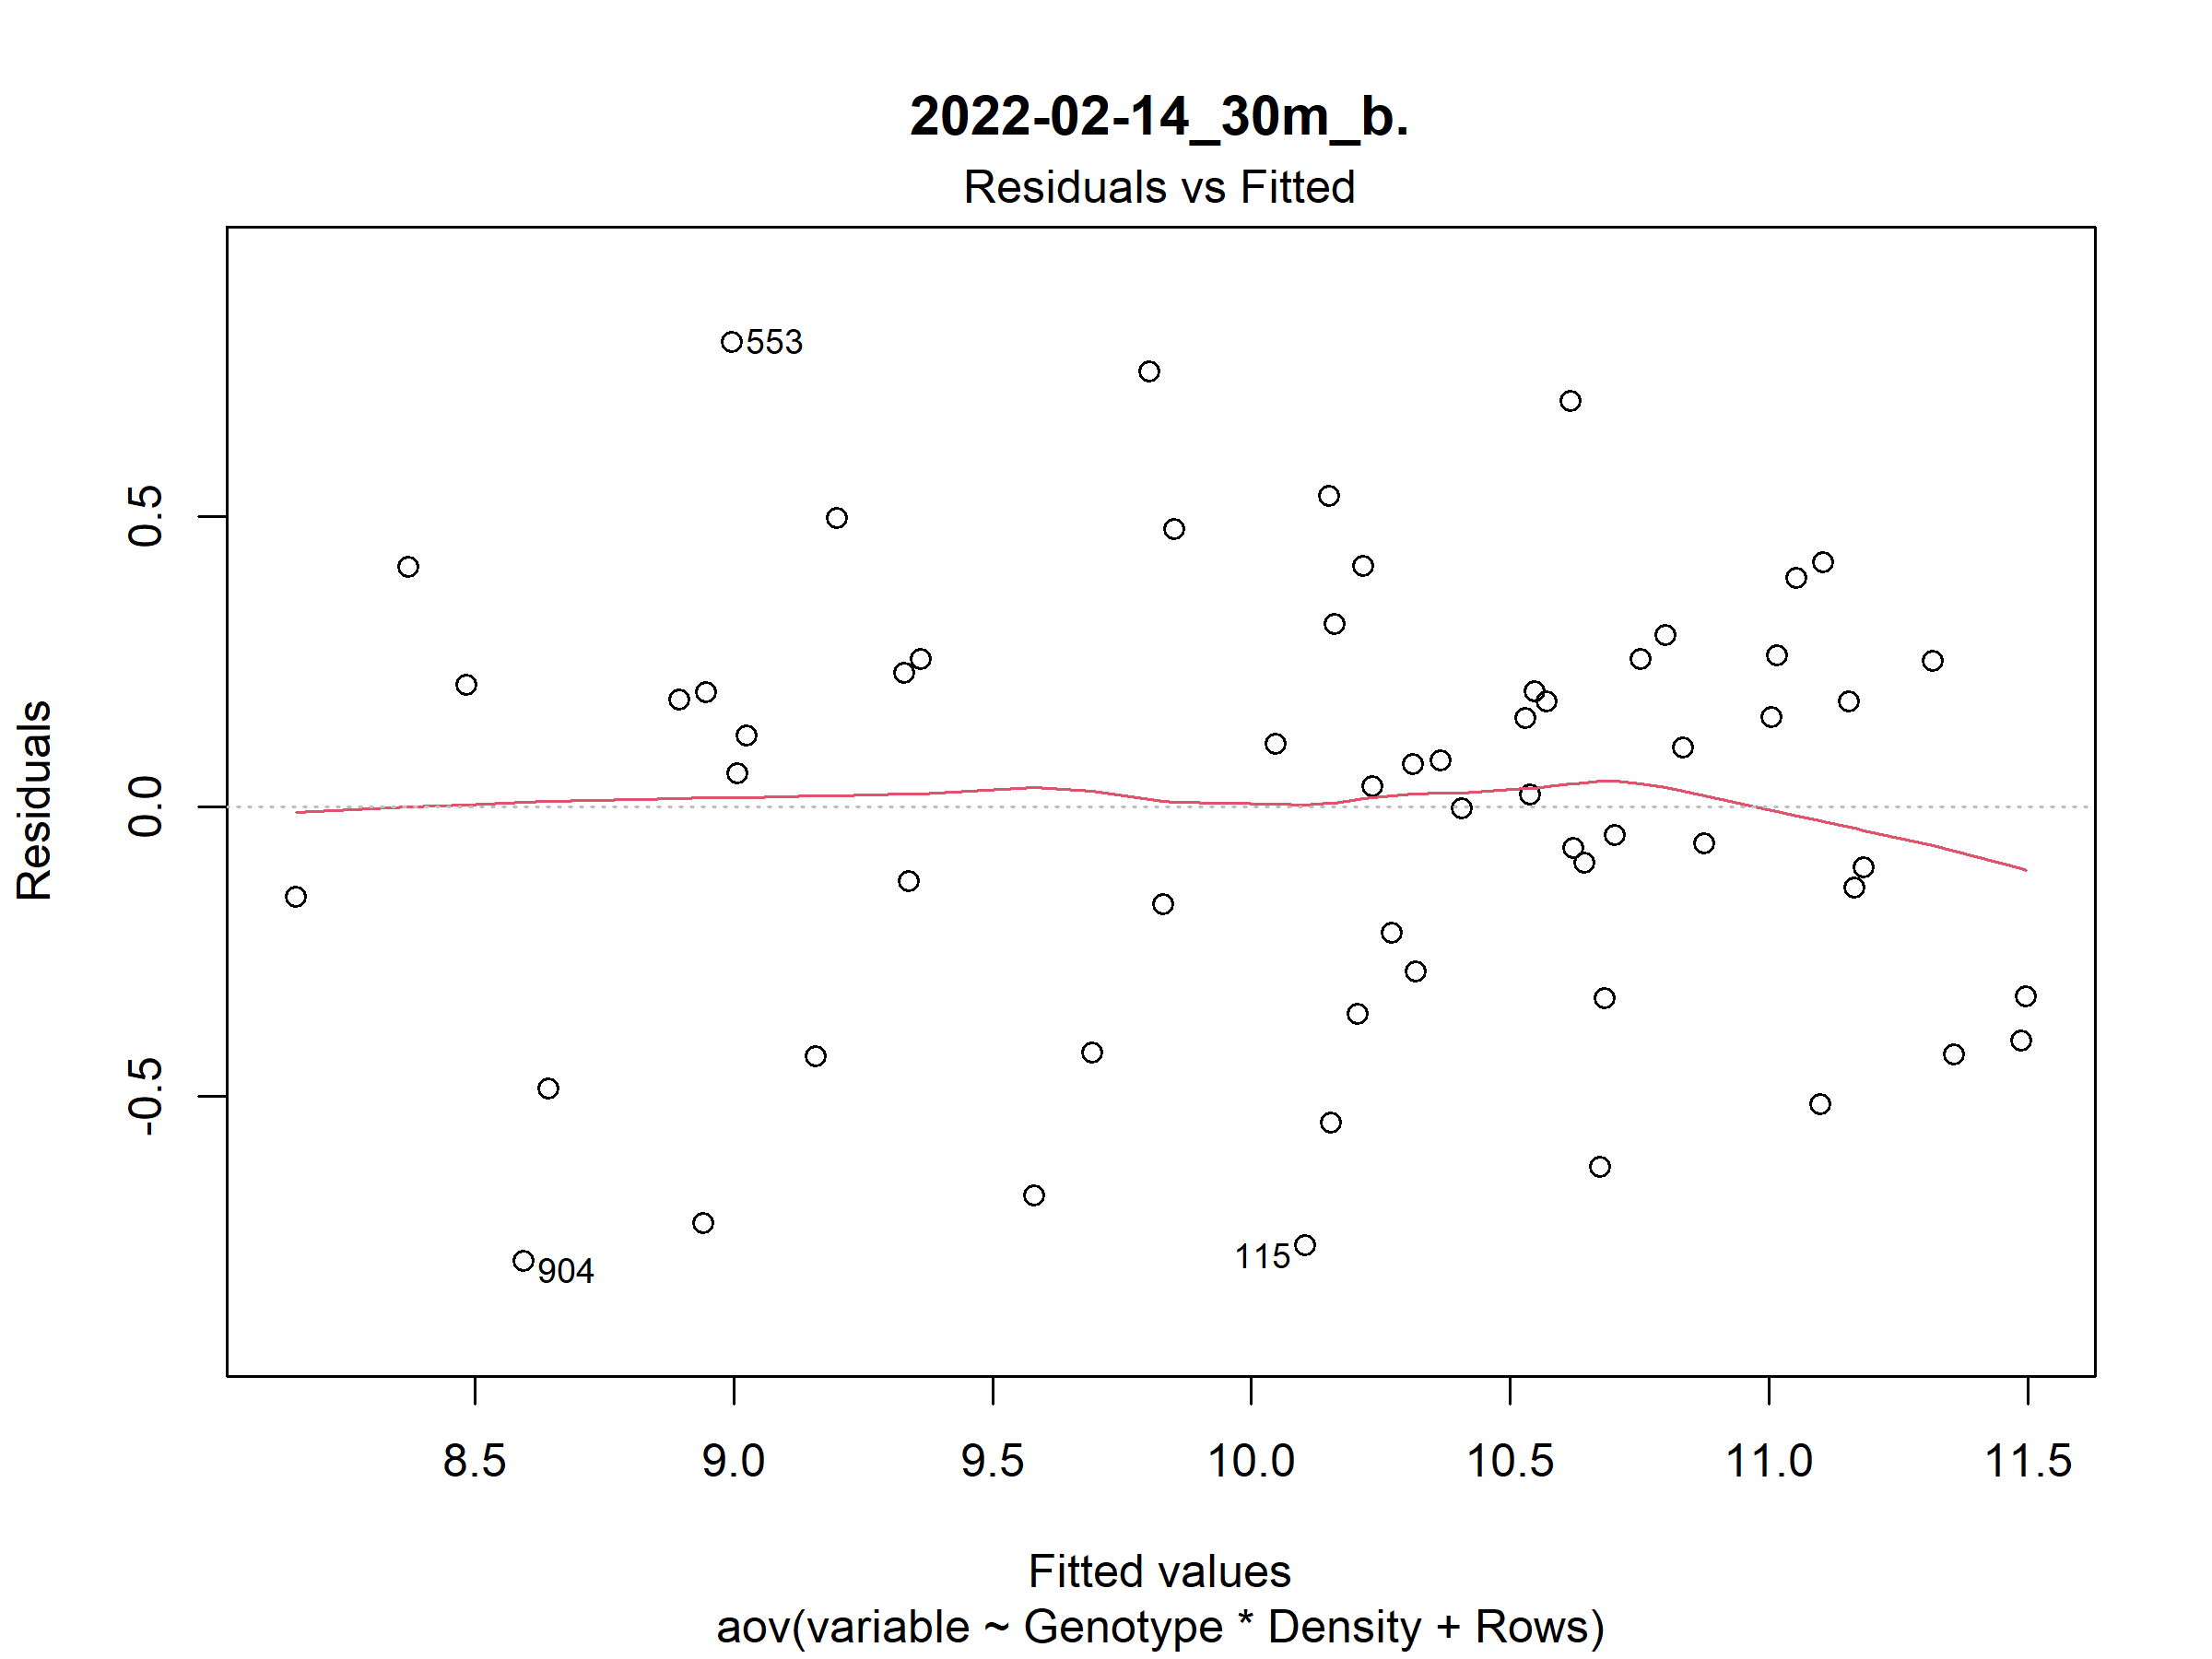 2022-02-14_30m_b.
Residuals vs Fitted
553
0.5
Residuals
0.0
-0.5
904
115
8.5 9.0 9.5 10.0 10.5 11.0 11.5
Fitted values
aov(variable ~ Genotype * Density + Rows)